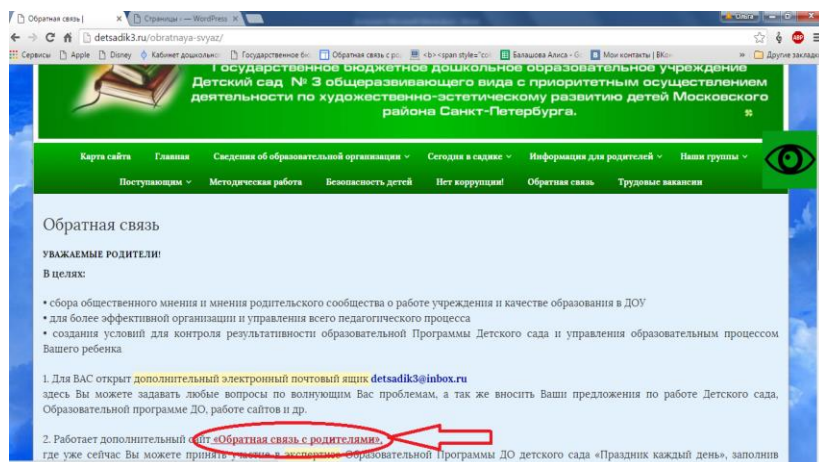 Обратная связь |
Страницы ‹ — WordPress
detsadik3.ru/obratnaya-svyaz/
Сервисы Apple Disney Кабинет дошкольно Государственное бю Обратная связь с ро <b><span style="col Балашова Алиса - G Мои контакты | ВКон » Другие закладк
Государственное бюджетное дошкольное образовательное учреждение
Детский сад № 3 общеразвивающего вида с приоритетным осуществлением
деятельности по художественно-эстетическому развитию детей Московского
района Санкт-Петербурга.
Карта сайта Главная Сведения об образовательной организации Сегодня в садике Информация для родителей Наши группы
Поступающим Методическая работа Безопасность детей Нет коррупции! Обратная связь Трудовые вакансии
Обратная связь
УВАЖАЕМЫЕ РОДИТЕЛИ!
В целях:
• сбора общественного мнения и мнения родительского сообщества о работе учреждения и качестве образования в ДОУ
• для более эффективной организации и управления всего педагогического процесса
• создания условий для контроля результативности образовательной Программы Детского сада и управления образовательным процессом
Вашего ребенка
1. Для ВАС открыт дополнительный электронный почтовый ящик detsadik3@inbox.ru
здесь Вы можете задавать любые вопросы по волнующим Вас проблемам, а так же вносить Ваши предложения по работе Детского сада,
Образовательной программе ДО, работе сайтов и др.
2. Работает дополнительный сайт «Обратная связь с родителями»,
где уже сейчас Вы можете принять участие в экспертизе Образовательной Программы ДО детского сада «Праздник каждый день», заполнив